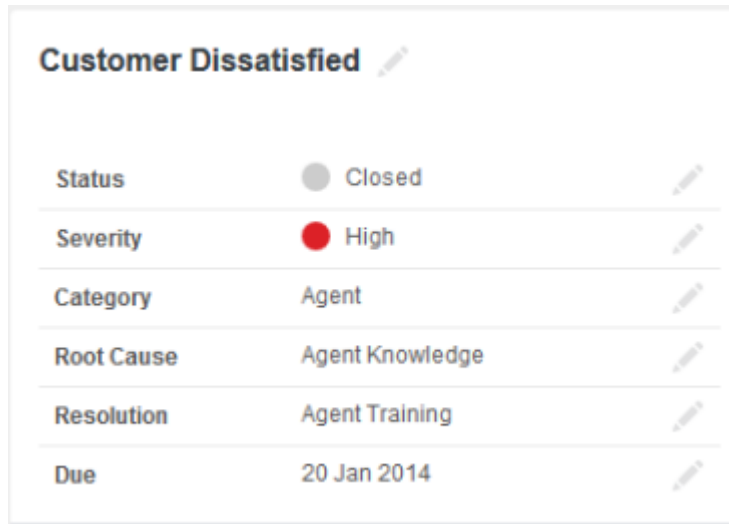 Customer Dissatisfied
Status Closed
Severity High
Category Agent
Root Cause Agent Knowledge
Resolution Agent Training
Due 20 Jan 2014